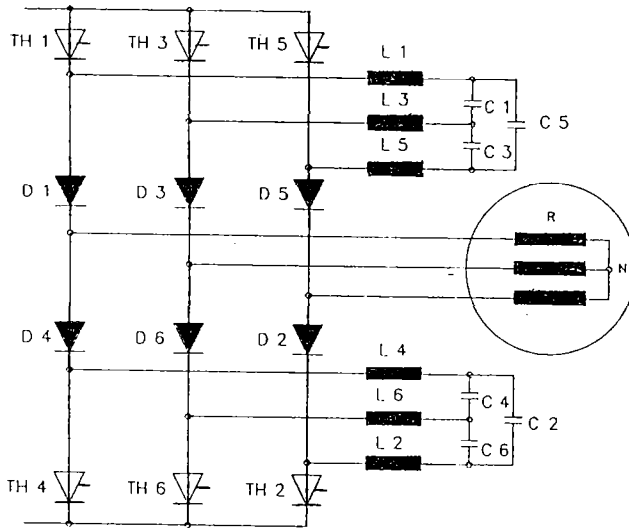 TH 1 TH 3 TH 5 L 1
L 3 C 1 C 5
L 5 C 3
D 1 D 3 D 5
R
N
D 4 D 6 D 2
L 4
L 6 C 4 C 2
L 2 C 6
TH 4 TH 6 TH 2